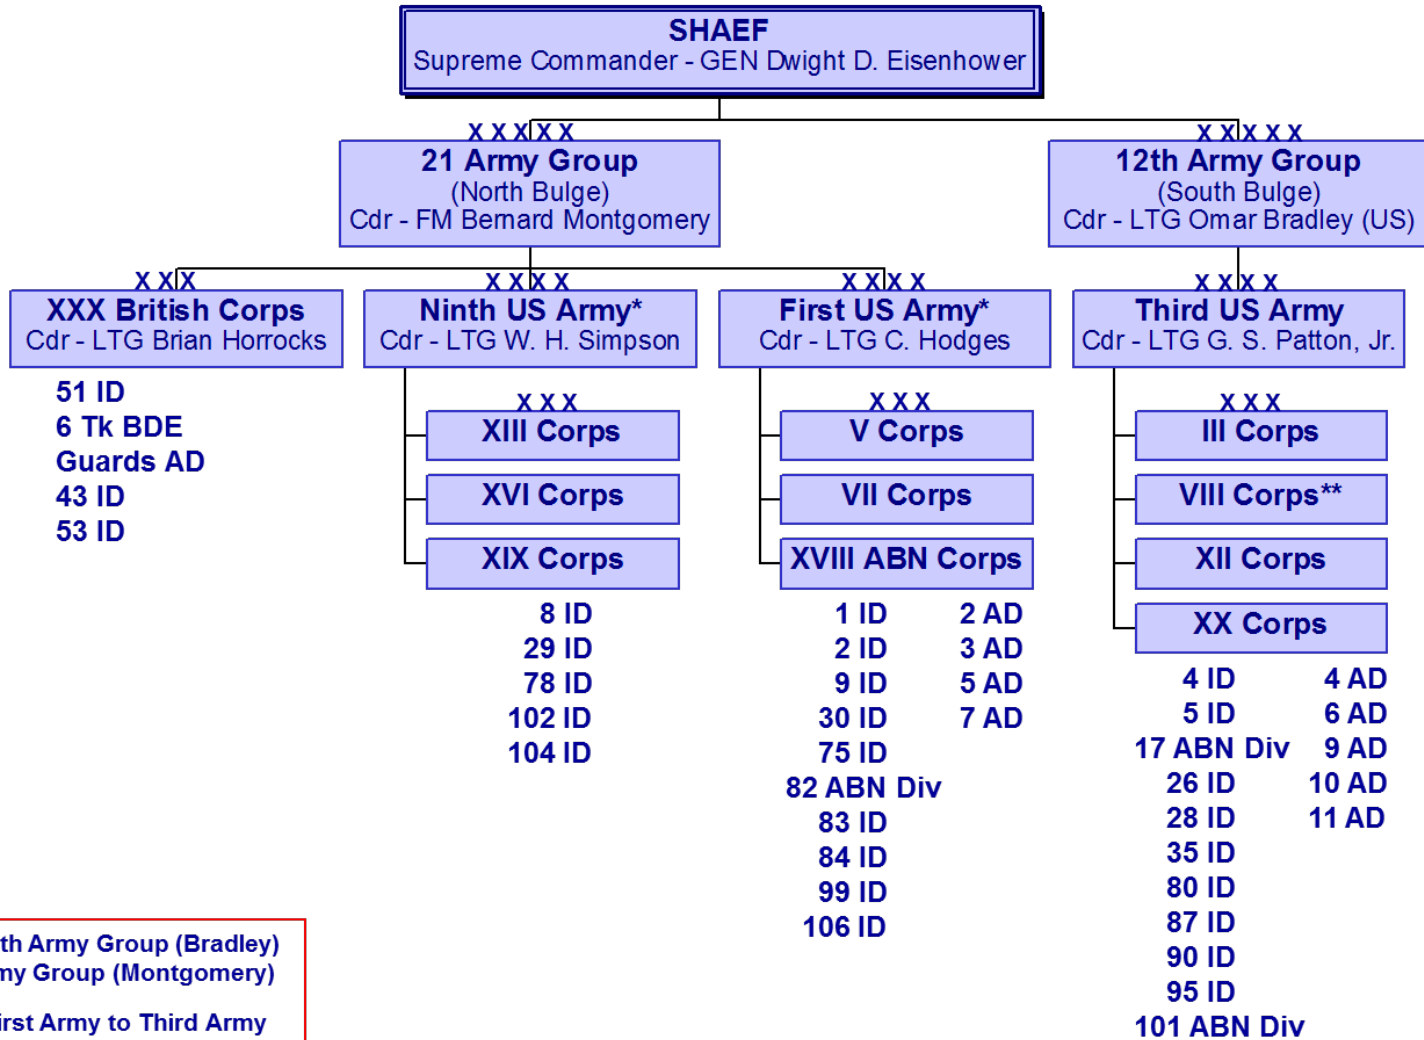 SHAEF
Supreme Commander - GEN Dwight D. Eisenhower
X X X X X
21 Army Group
(North Bulge)
Cdr - FM Bernard Montgomery
X X X X X
12th Army Group
(South Bulge)
Cdr - LTG Omar Bradley (US)
X X X
XXX British Corps
Cdr - LTG Brian Horrocks
51 ID
6 Tk BDE
Guards AD
43 ID
53 ID
X X X X
Ninth US Army*
Cdr - LTG W. H. Simpson
X X X
XIII Corps
XVI Corps
XIX Corps
8 ID
29 ID
78 ID
102 ID
104 ID
X X X X
First US Army*
Cdr - LTG C. Hodges
X X X
V Corps
VII Corps
XVIII ABN Corps
1 ID
2 ID
9 ID
30 ID
75 ID
82 ABN Div
83 ID
84 ID
99 ID
106 ID
2 AD
3 AD
5 AD
7 AD
X X X X
Third US Army
Cdr - LTG G. S. Patton, Jr.
X X X
III Corps
VIII Corps**
XII Corps
XX Corps
4 ID
5 ID
17 ABN Div
26 ID
28 ID
35 ID
80 ID
87 ID
90 ID
95 ID
101 ABN Div
4 AD
6 AD
9 AD
10 AD
11 AD
th Army Group (Bradley)
my Group (Montgomery)
irst Army to Third Army